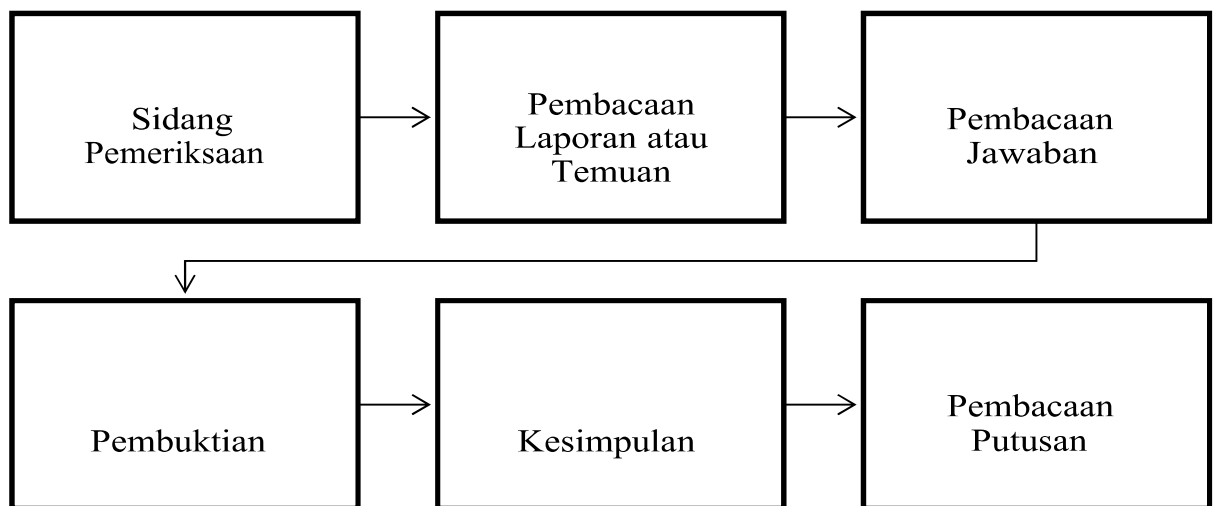 Sidang
Pemeriksaan
Pembacaan
Laporan atau
Temuan
Pembacaan
Jawaban
Pembuktian
Kesimpulan
Pembacaan
Putusan